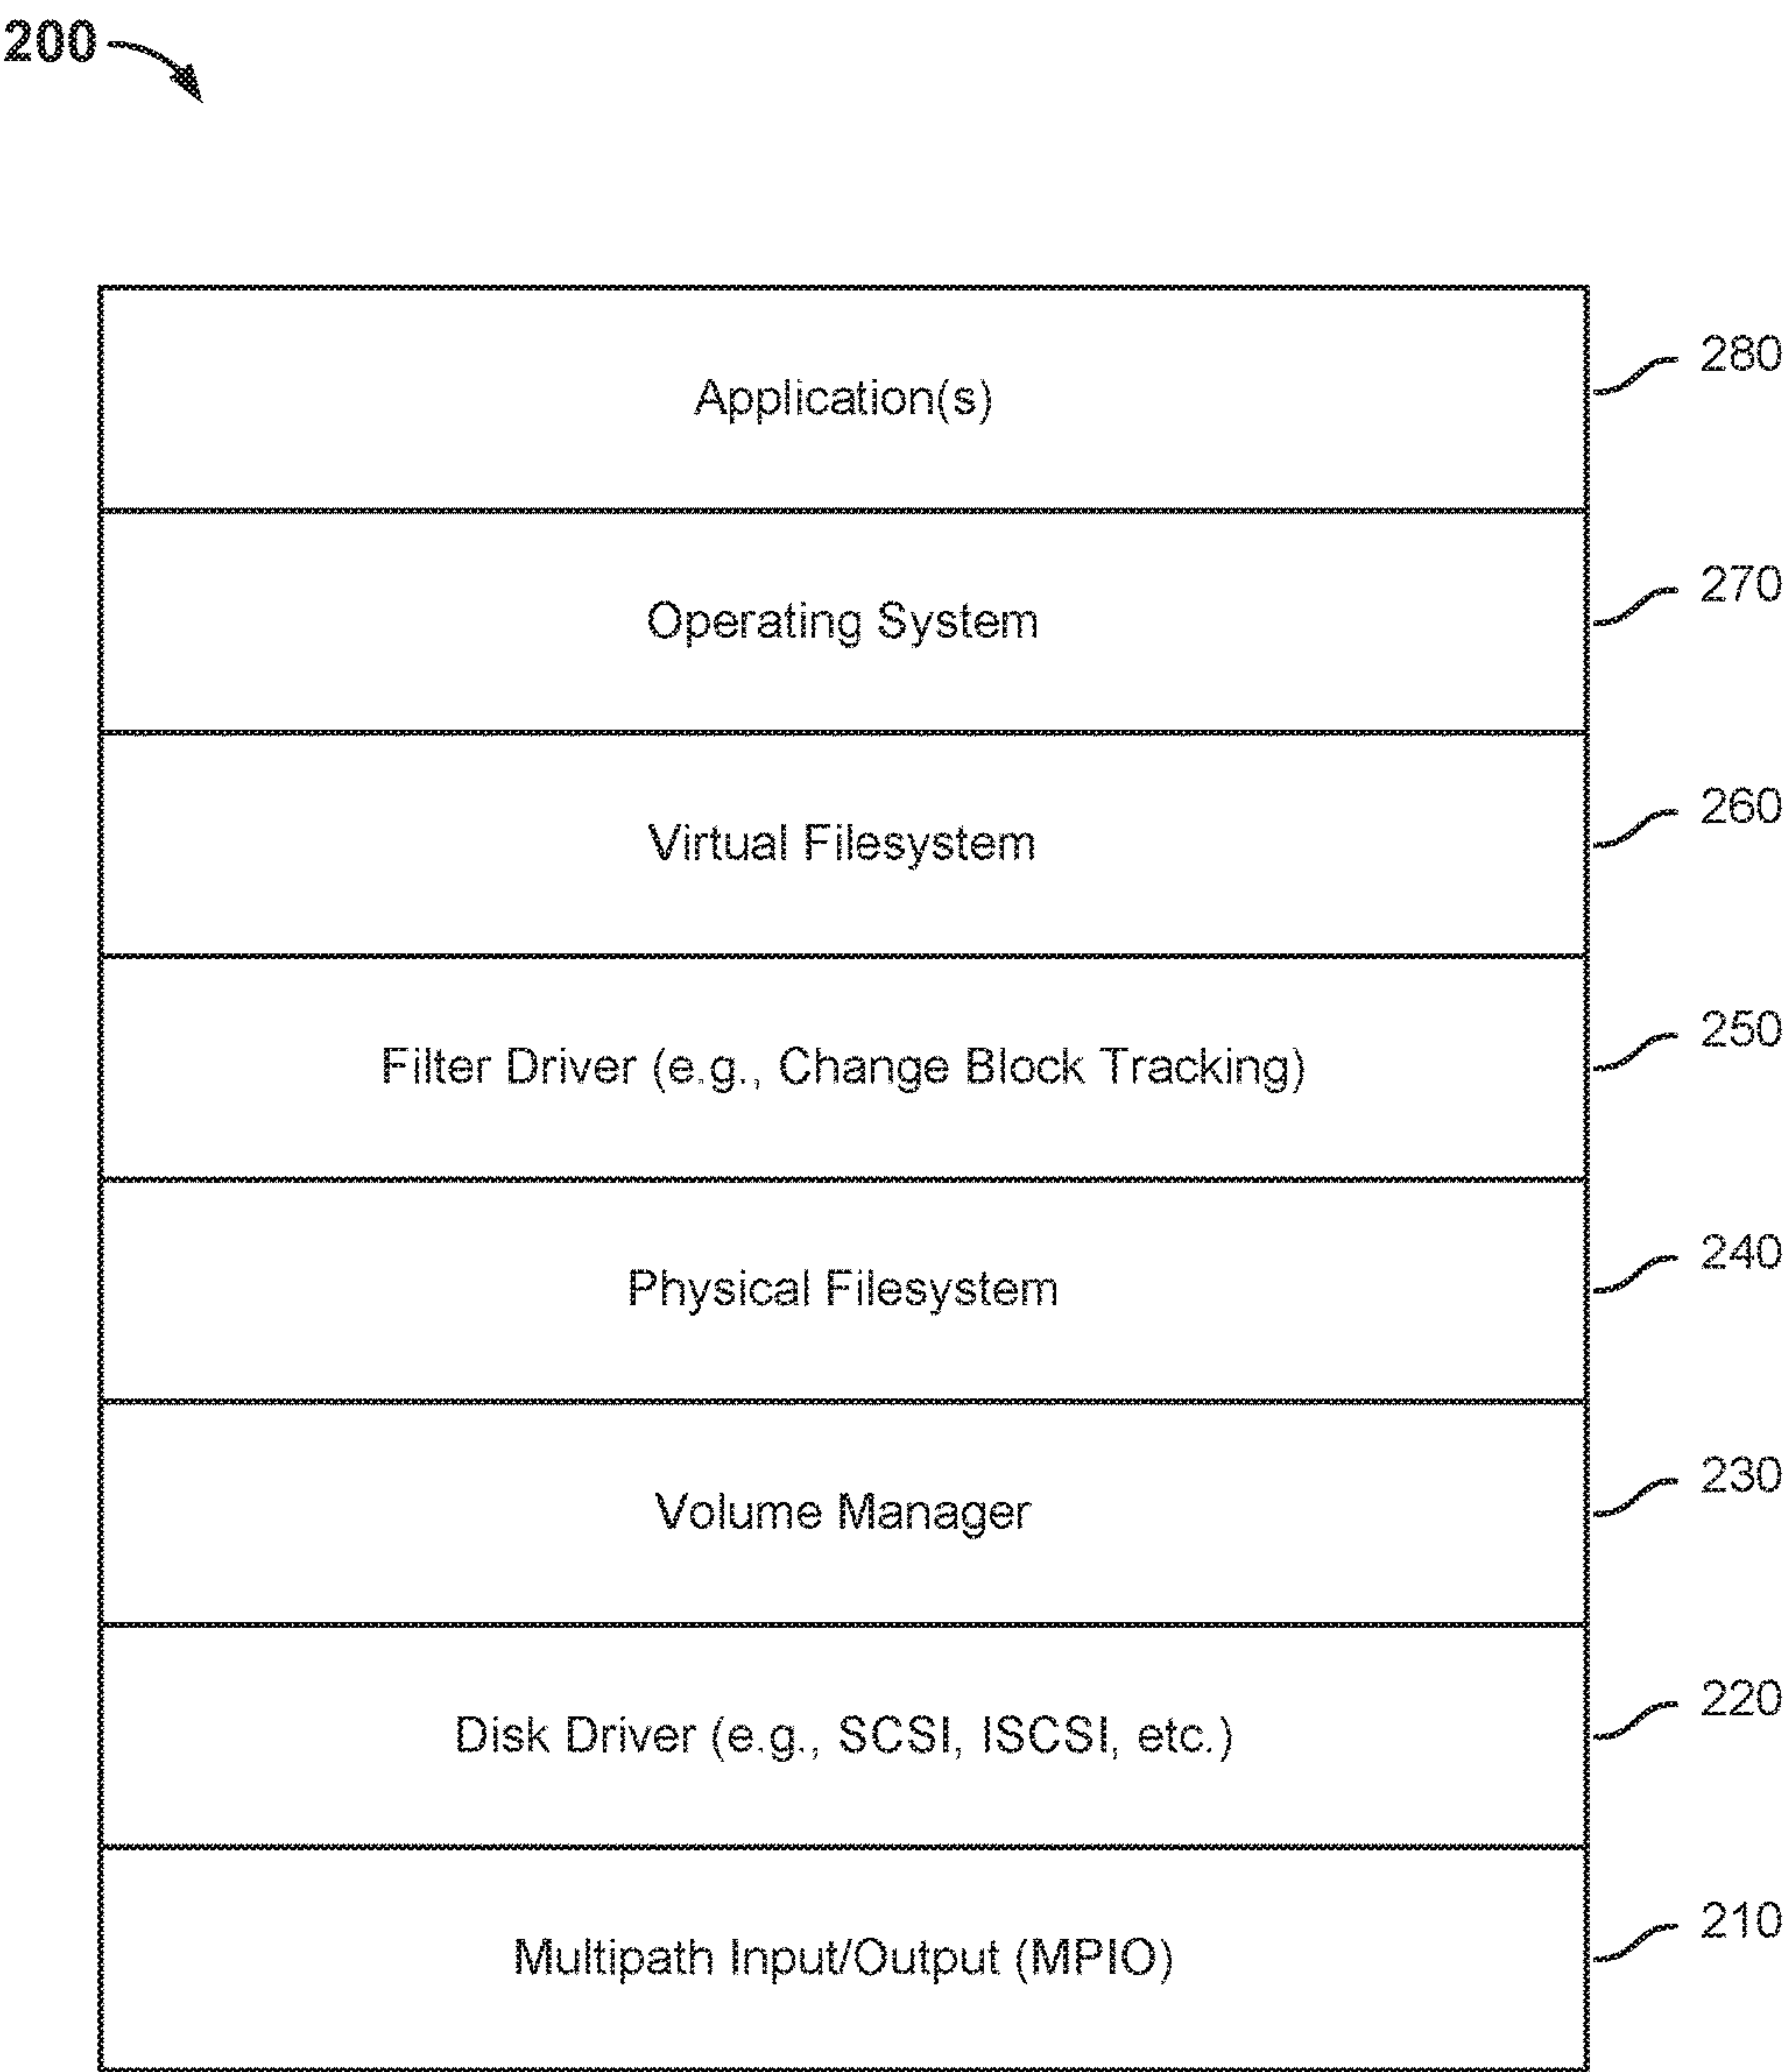 200
Application(s) 280
Operating System 270
Virtual Filesystem 260
Filter Driver (e.g., Change Block Tracking) 250
Physical Filesystem 240
Volume Manager 230
Disk Driver (e.g., SCSI, ISCSI, etc.) 220
Multipath Input/Output (MPIO) 210